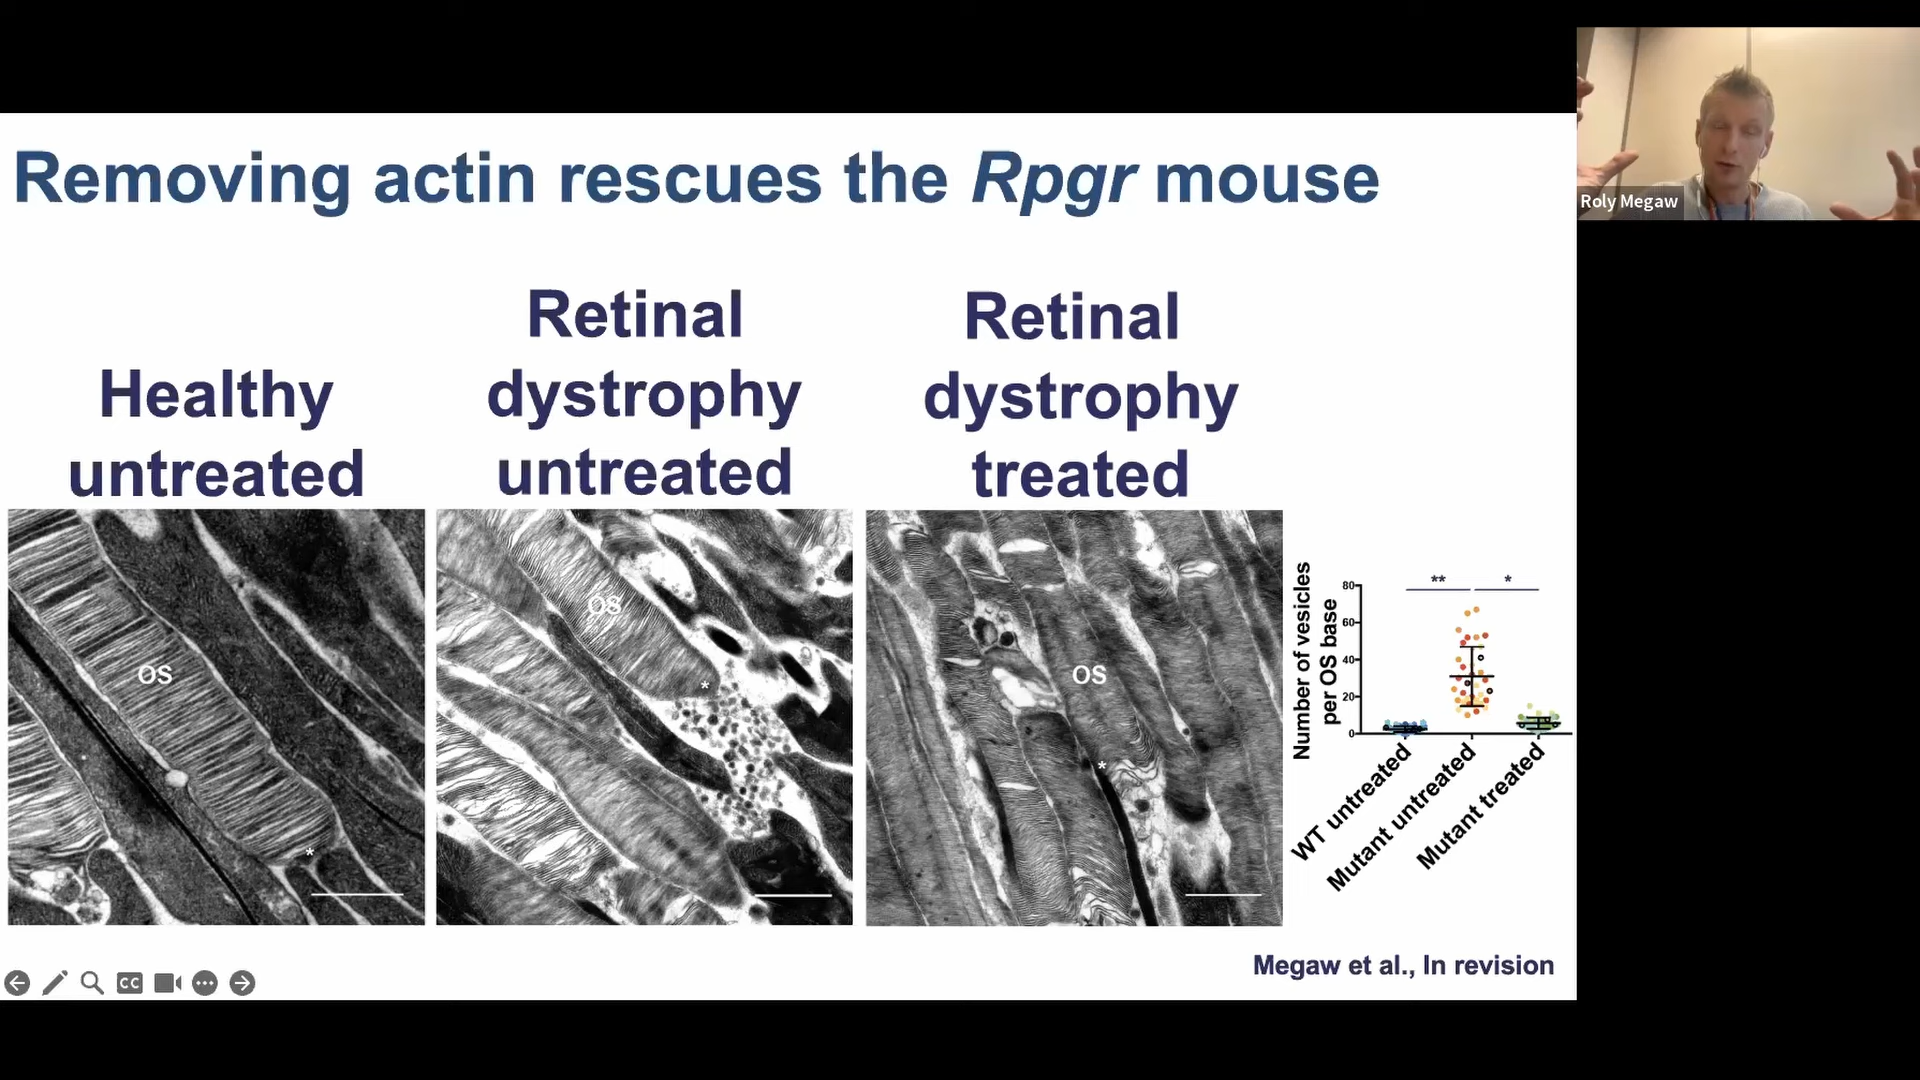 Removing actin rescues the Rpgr mouse
Roly Megaw
Healthy
untreated
Retinal
dystrophy
untreated
Retinal
dystrophy
treated
OS
*
OS
*
OS
*
Number of vesicles
per OS base
80
60
40
20
0
**
*
WT untreated
Mutant untreated
Mutant treated
Megaw et al., In revision
CC